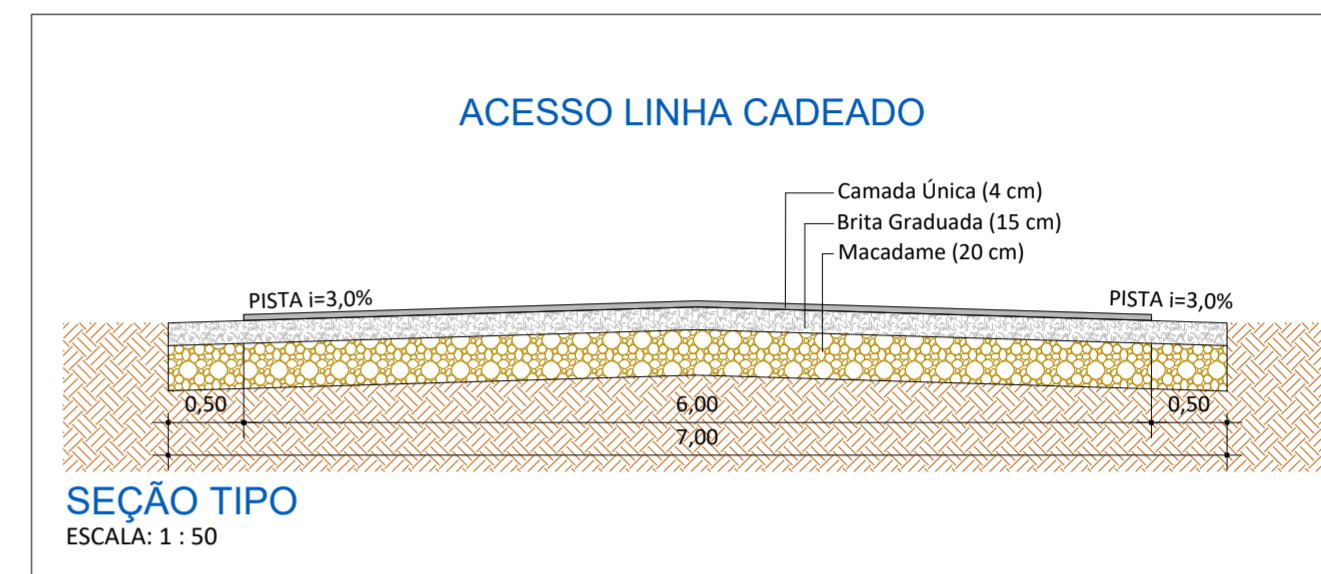 ACESSO LINHA CADEADO
Camada Única (4 cm)
Brita Graduada (15 cm)
Macadame (20 cm)
PISTA i=3,0%
PISTA i=3,0%
0,50
6,00
0,50
7,00
SEÇÃO TIPO
ESCALA: 1 : 50